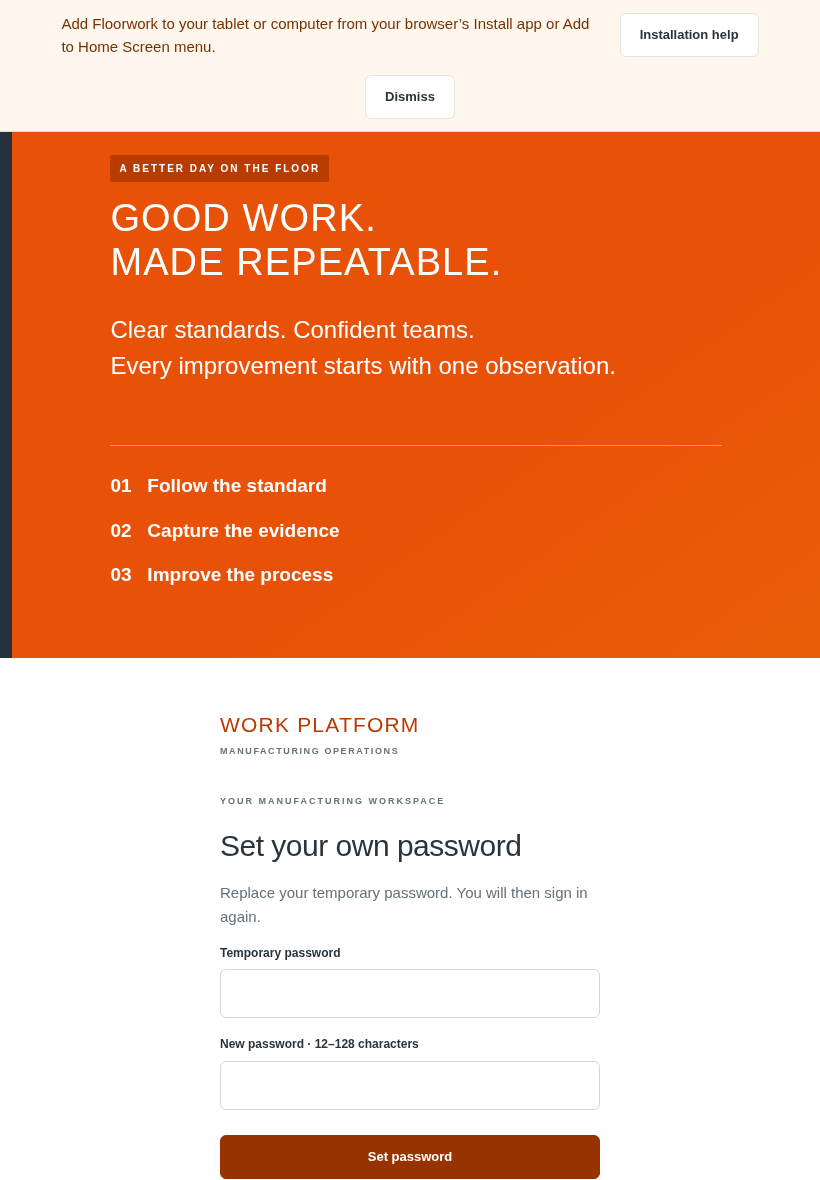 Add Floorwork to your tablet or computer from your browser’s Install app or Add
to Home Screen menu.
Installation help
Dismiss
A BETTER DAY ON THE FLOOR
GOOD WORK.
MADE REPEATABLE.
Clear standards. Confident teams.
Every improvement starts with one observation.
01 Follow the standard
02 Capture the evidence
03 Improve the process
WORK PLATFORM
MANUFACTURING OPERATIONS
YOUR MANUFACTURING WORKSPACE
Set your own password
Replace your temporary password. You will then sign in
again.
Temporary password
New password · 12–128 characters
Set password